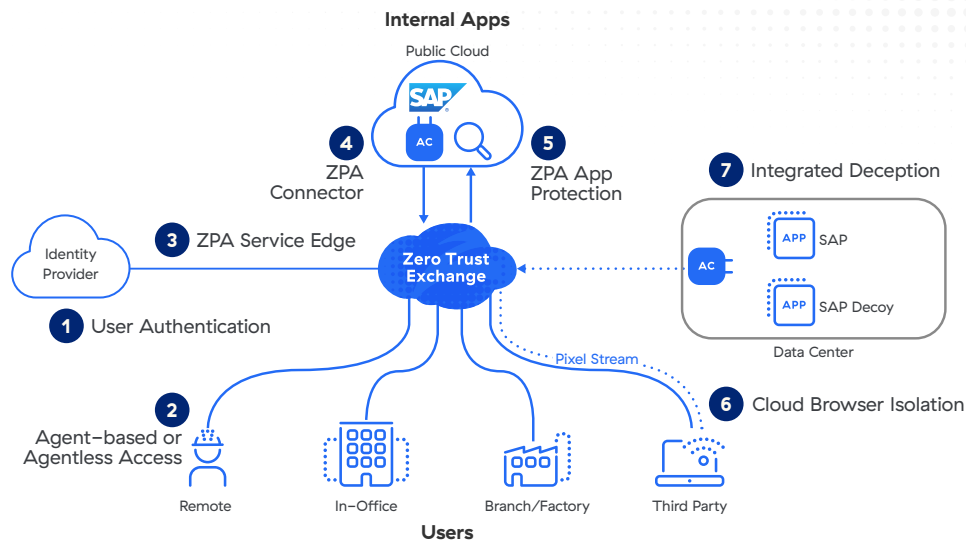 Internal Apps
Public Cloud
SAP
AC
4
ZPA
Connector
5
ZPA App
Protection
7 Integrated Deception
APP SAP
AC
APP SAP Decoy
Data Center
Identity
Provider
3 ZPA Service Edge
Zero Trust
Exchange
1 User Authentication
Pixel Stream
2
Agent-based or
Agentless Access
6 Cloud Browser Isolation
Remote
In-Office
Branch/Factory
Third Party
Users